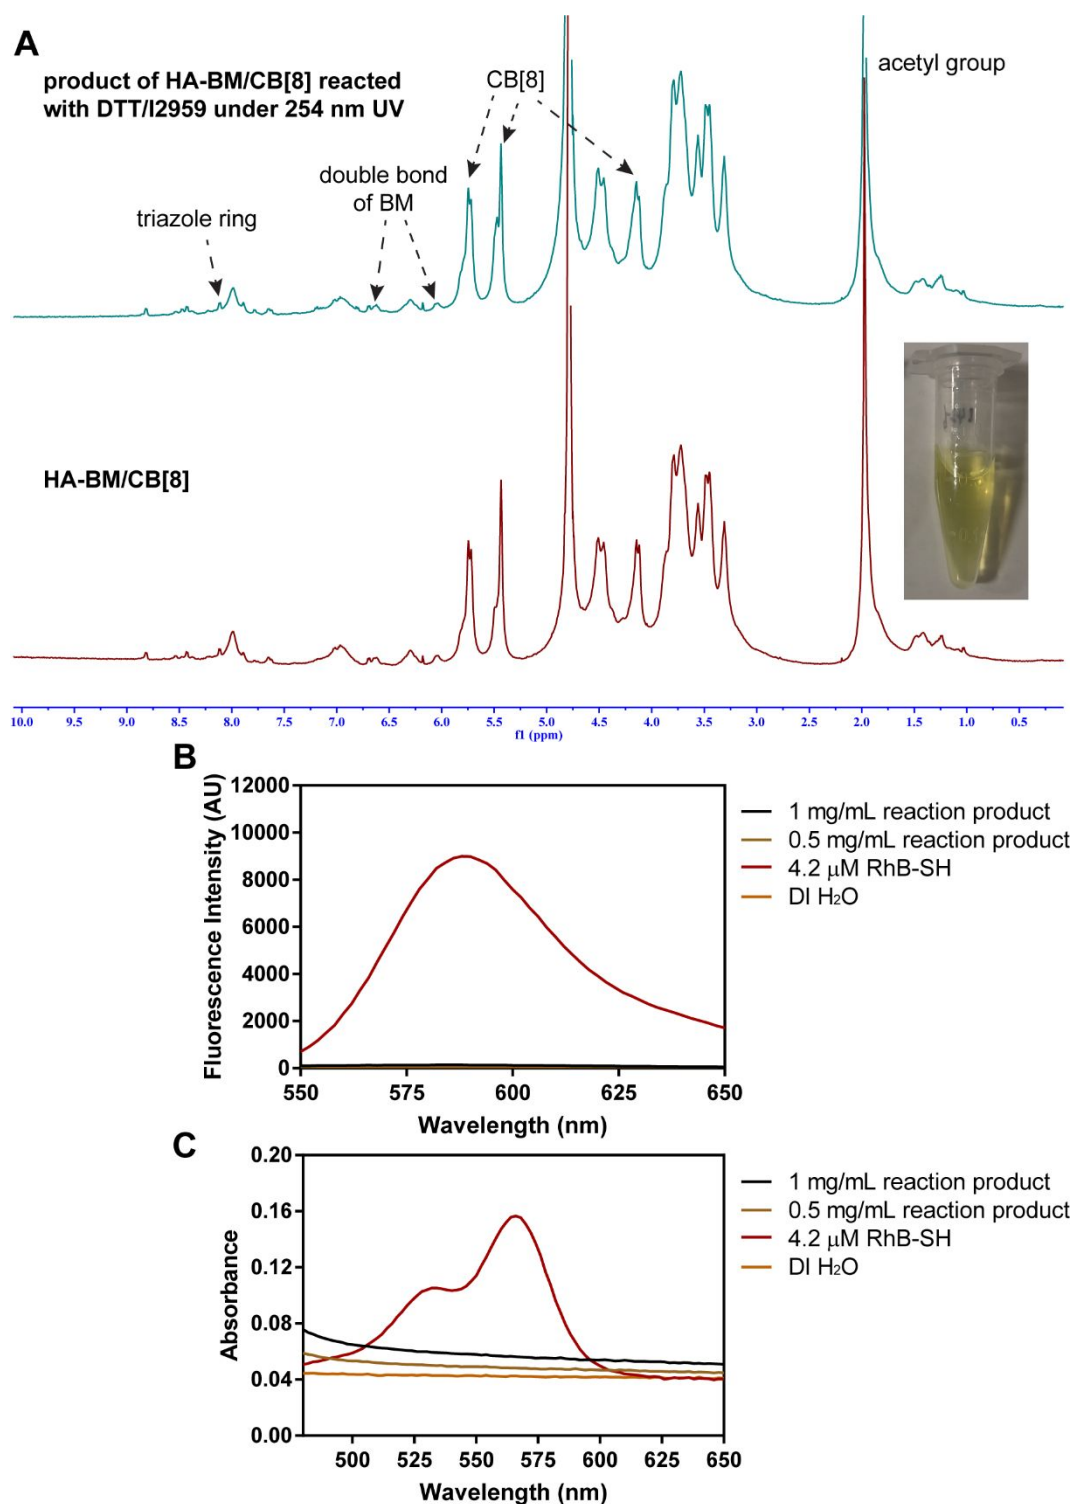 A
product of HA-BM/CB[8] reacted
with DTT/I2959 under 254 nm UV
CB[8]
acetyl group
double bond
of BM
triazole ring
HA-BM/CB[8]
10.0 9.5 9.0 8.5 8.0 7.5 7.0 6.5 6.0 5.5 5.0 4.5 4.0 3.5 3.0 2.5 2.0 1.5 1.0 0.5
f1 (ppm)
B
Fluorescence Intensity (AU)
12000
10000
8000
6000
4000
2000
0
550 575 600 625 650
Wavelength (nm)
1 mg/mL reaction product
0.5 mg/mL reaction product
4.2 μM RhB-SH
DI H₂O
C
Absorbance
0.20
0.16
0.12
0.08
0.04
0.00
500 525 550 575 600 625 650
Wavelength (nm)
1 mg/mL reaction product
0.5 mg/mL reaction product
4.2 μM RhB-SH
DI H₂O